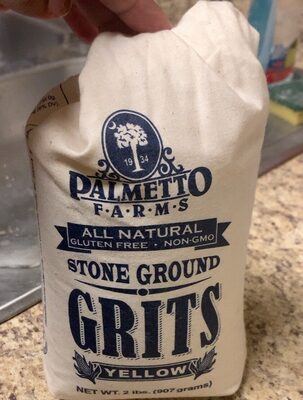 19 34
PALMETTO
FARMS
ALL NATURAL
GLUTEN FREE • NON-GMO
STONE GROUND
GRITS
YELLOW
NET WT. 2 lbs. (907 grams)